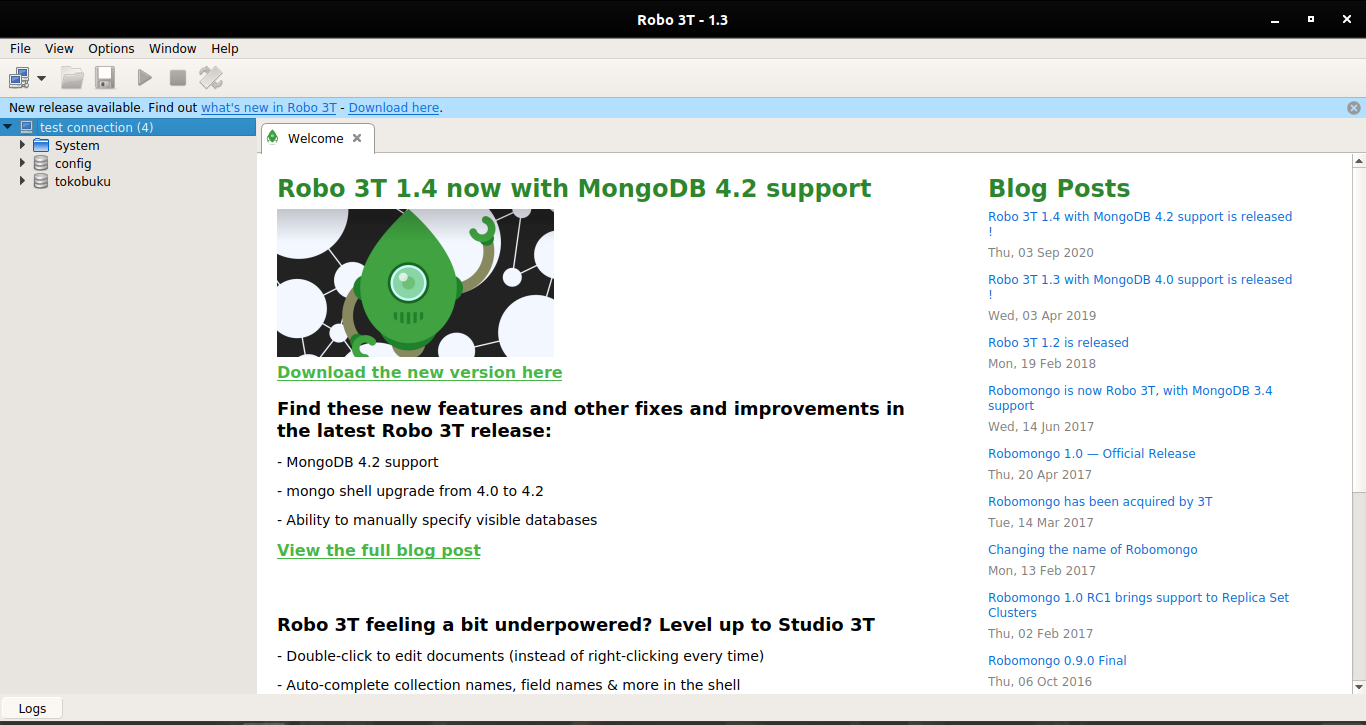 Robo 3T - 1.3
File View Options Window Help
New release available. Find out what's new in Robo 3T - Download here.
test connection (4)
System
config
tokobuku
Welcome
Robo 3T 1.4 now with MongoDB 4.2 support
Download the new version here
Find these new features and other fixes and improvements in
the latest Robo 3T release:
- MongoDB 4.2 support
- mongo shell upgrade from 4.0 to 4.2
- Ability to manually specify visible databases
View the full blog post
Robo 3T feeling a bit underpowered? Level up to Studio 3T
- Double-click to edit documents (instead of right-clicking every time)
- Auto-complete collection names, field names & more in the shell
Blog Posts
Robo 3T 1.4 with MongoDB 4.2 support is released
!
Thu, 03 Sep 2020
Robo 3T 1.3 with MongoDB 4.0 support is released
!
Wed, 03 Apr 2019
Robo 3T 1.2 is released
Mon, 19 Feb 2018
Robomongo is now Robo 3T, with MongoDB 3.4
support
Wed, 14 Jun 2017
Robomongo 1.0 — Official Release
Thu, 20 Apr 2017
Robomongo has been acquired by 3T
Tue, 14 Mar 2017
Changing the name of Robomongo
Mon, 13 Feb 2017
Robomongo 1.0 RC1 brings support to Replica Set
Clusters
Thu, 02 Feb 2017
Robomongo 0.9.0 Final
Thu, 06 Oct 2016
Logs